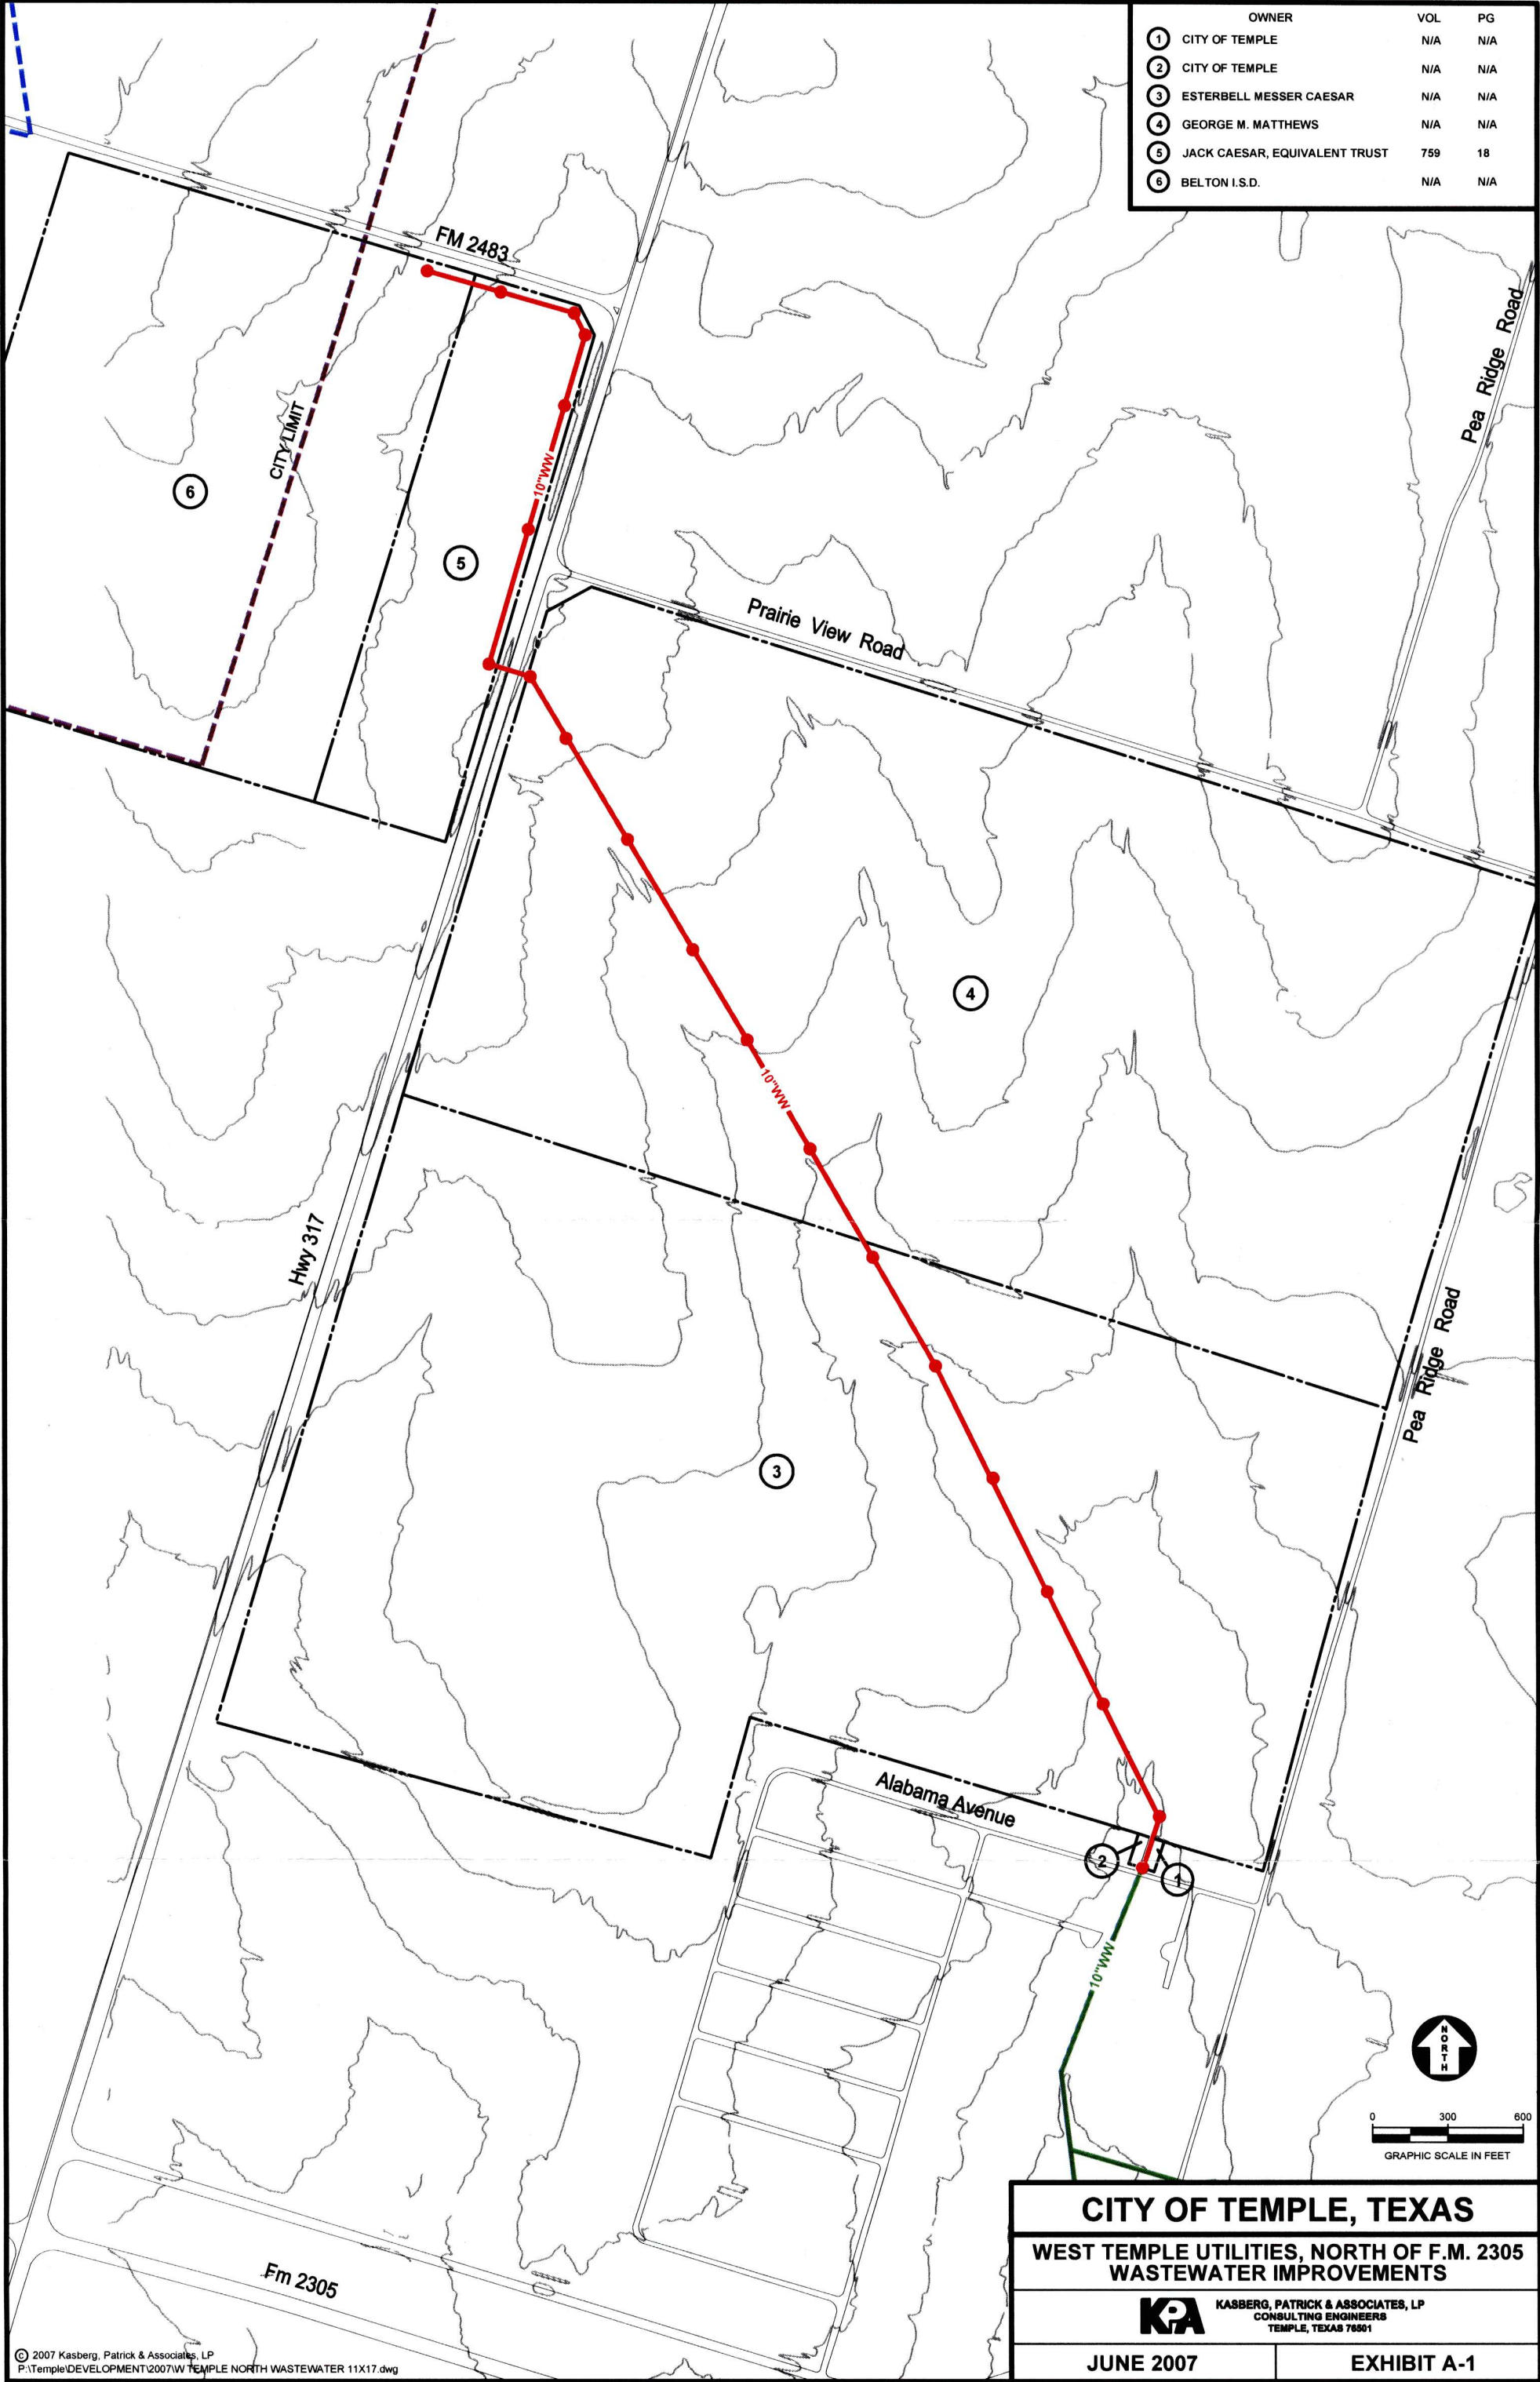 OWNER VOL PG
1 CITY OF TEMPLE N/A N/A
2 CITY OF TEMPLE N/A N/A
3 ESTERBELL MESSER CAESAR N/A N/A
4 GEORGE M. MATTHEWS N/A N/A
5 JACK CAESAR, EQUIVALENT TRUST 759 18
6 BELTON I.S.D. N/A N/A
FM 2483
Pea Ridge Road
CITY LIMIT
10"WW
6
5
Prairie View Road
4
10"WW
Hwy 317
Pea Ridge Road
3
Alabama Avenue
2
1
10"WW
NORTH
0 300 600
GRAPHIC SCALE IN FEET
CITY OF TEMPLE, TEXAS
WEST TEMPLE UTILITIES, NORTH OF F.M. 2305
WASTEWATER IMPROVEMENTS
KPA
KASBERG, PATRICK & ASSOCIATES, LP
CONSULTING ENGINEERS
TEMPLE, TEXAS 76501
JUNE 2007 EXHIBIT A-1
Fm 2305
© 2007 Kasberg, Patrick & Associates, LP
P:\Temple\DEVELOPMENT\2007\W TEMPLE NORTH WASTEWATER 11X17.dwg